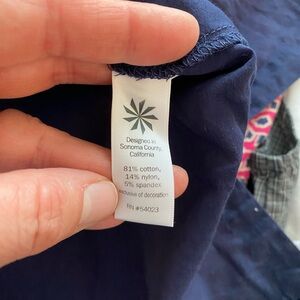 Designed in
Sonoma County,
California
81% cotton,
14% nylon,
5% spandex
exclusive of decoration
RN #54023